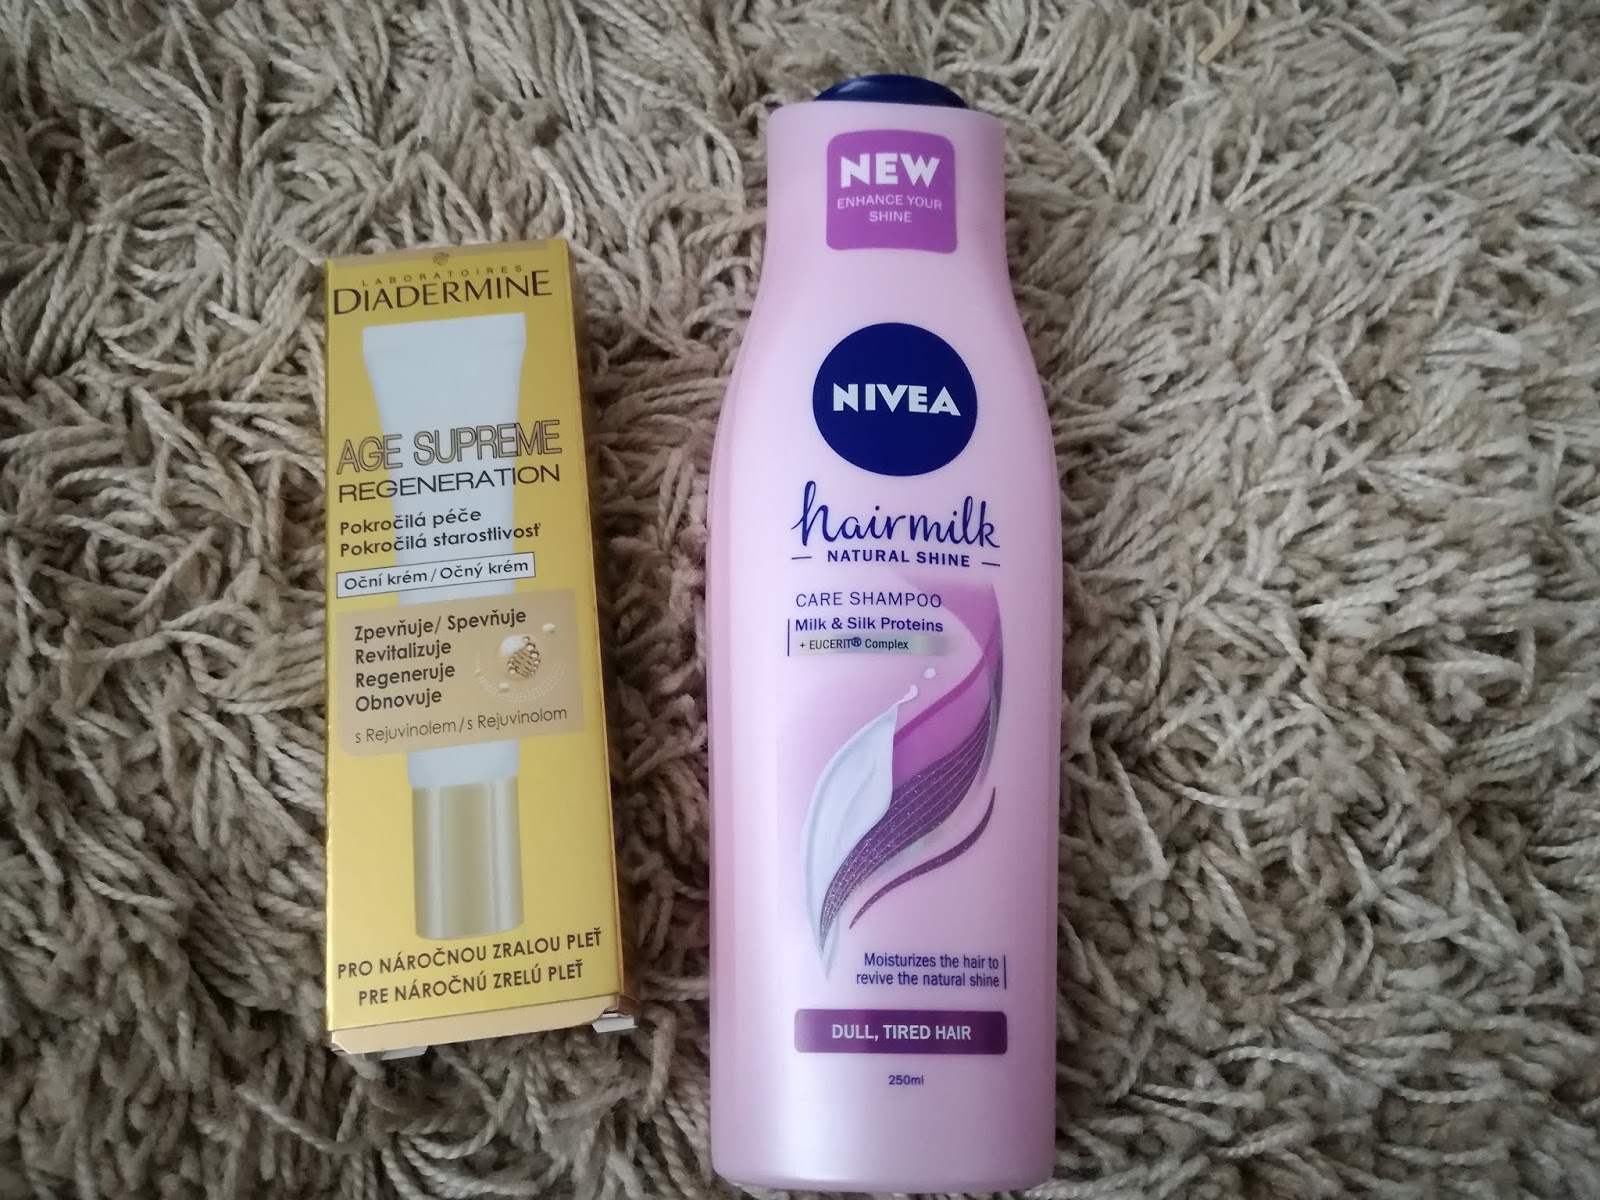 LABORATOIRES
DIADERMINE
AGE SUPREME
REGENERATION
Pokročilá péče
Pokročilá starostlivosť
Oční krém / Očný krém
Zpevňuje/ Spevňuje
Revitalizuje
Regeneruje
Obnovuje
s Rejuvinolem / s Rejuvinolom
PRO NÁROČNOU ZRALOU PLEŤ
PRE NÁROČNÚ ZRELÚ PLEŤ
NEW
ENHANCE YOUR
SHINE
NIVEA
hairmilk
NATURAL SHINE
CARE SHAMPOO
Milk & Silk Proteins
+ EUCERIT® Complex
Moisturizes the hair to
revive the natural shine
DULL, TIRED HAIR
250ml